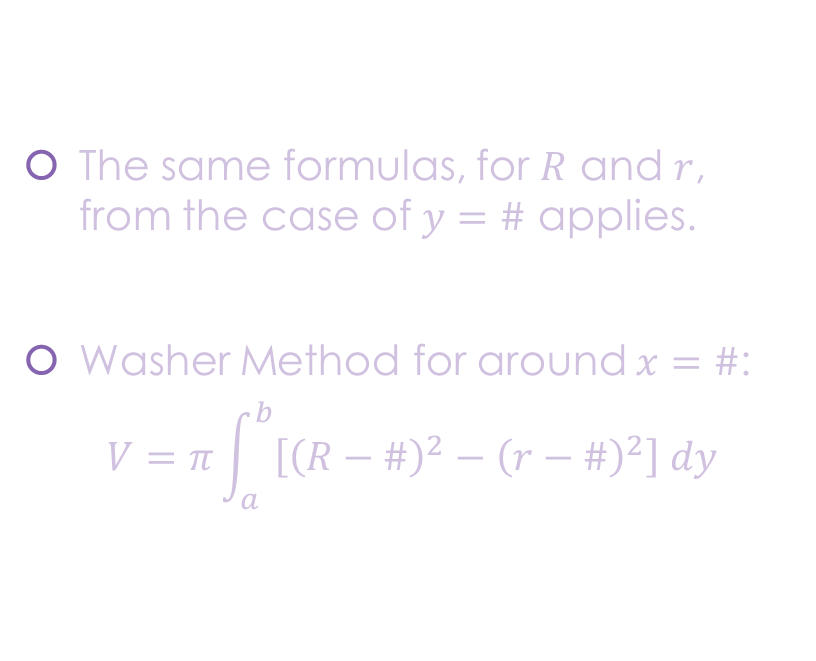 The same formulas, for R and r,
from the case of y = # applies.
Washer Method for around x = #:
V = π ∫_a^b [(R − #)² − (r − #)²] dy